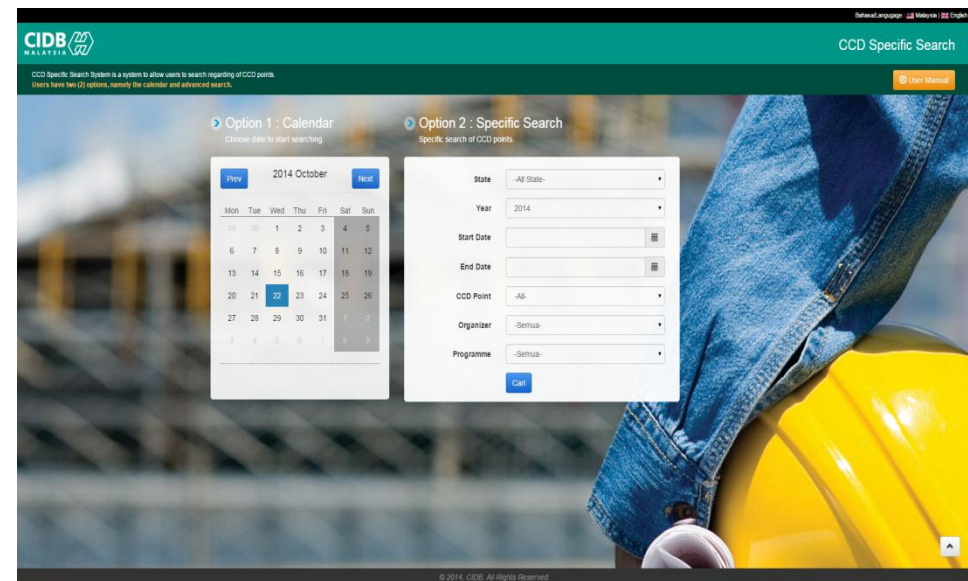 Bahasa/Langugage : Malaysia | English
CIDB
MALAYSIA
CCD Specific Search
CCD Specific Search System is a system to allow users to search regarding of CCD points.
Users have two (2) options, namely the calendar and advanced search.
User Manual
Option 1 : Calendar
Choose date to start searching
Prev
2014 October
Next
Mon Tue Wed Thu Fri Sat Sun
29 30 1 2 3 4 5
6 7 8 9 10 11 12
13 14 15 16 17 18 19
20 21 22 23 24 25 26
27 28 29 30 31 1 2
3 4 5 6 7 8 9
Option 2 : Specific Search
Specific search of CCD points.
State -All State-
Year 2014
Start Date
End Date
CCD Point -All-
Organizer -Semua-
Programme -Semua-
Cari
© 2014. CIDB. All Rights Reserved